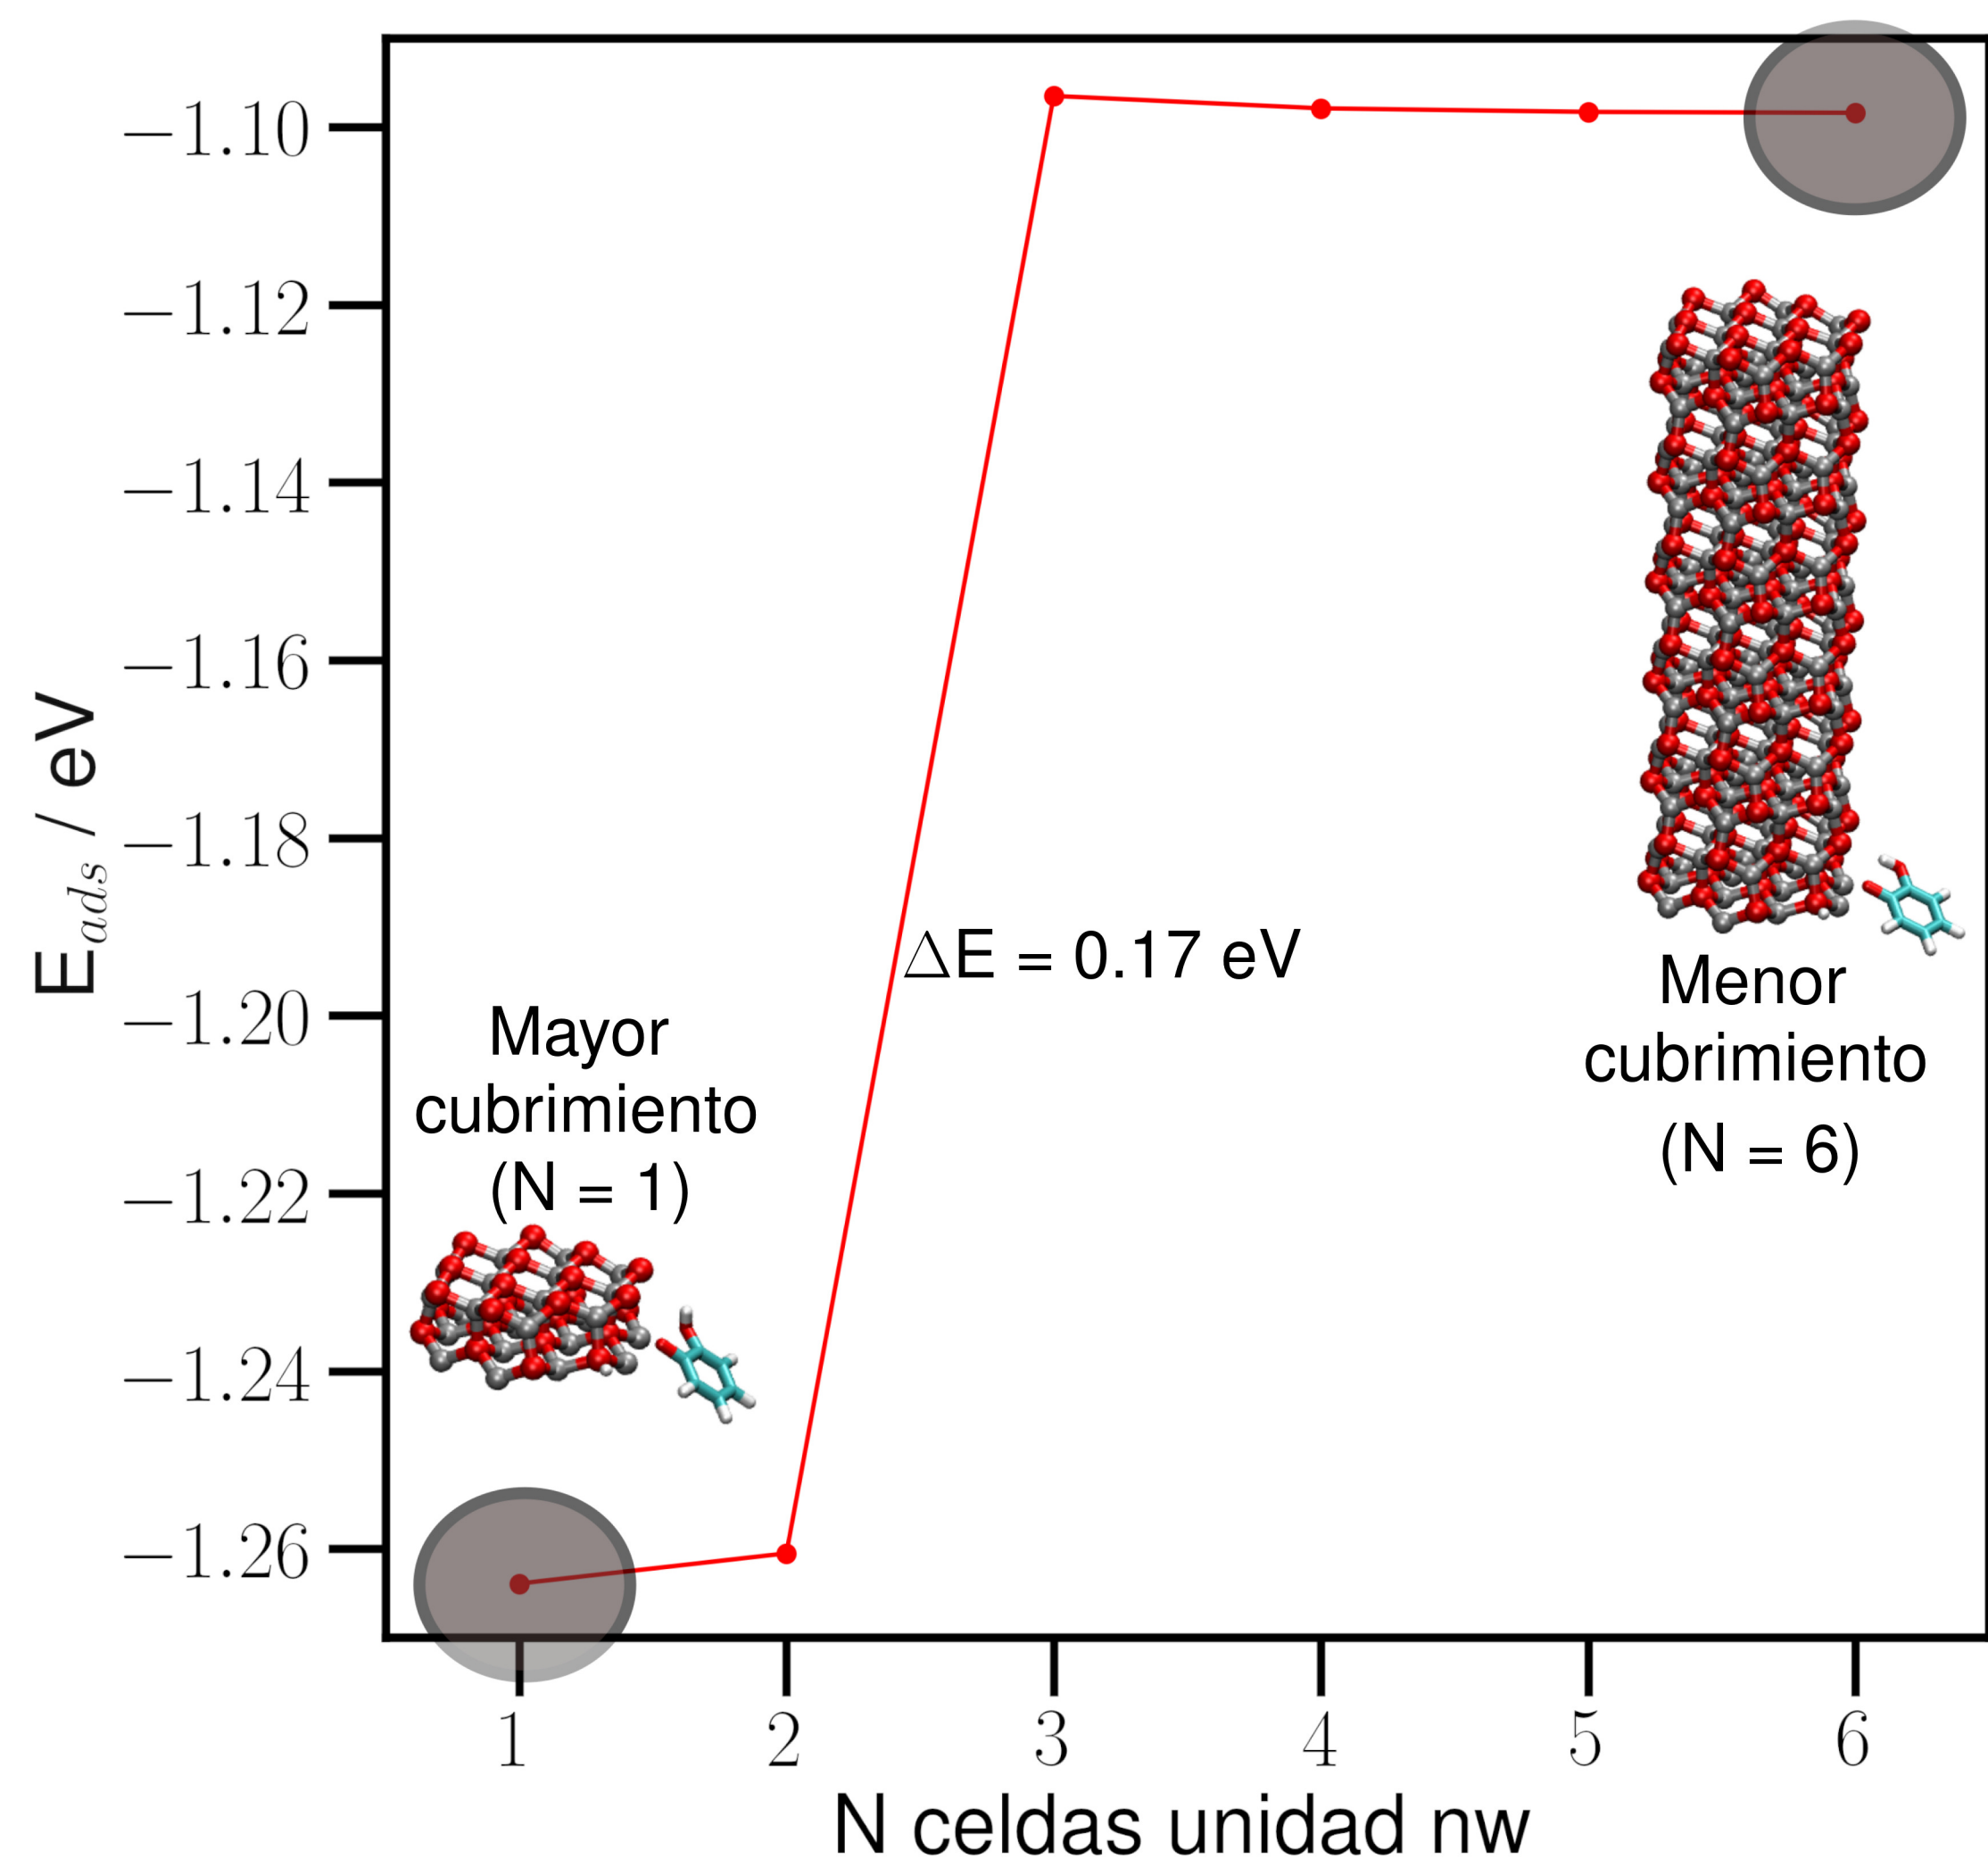 −1.10
−1.12
−1.14
−1.16
−1.18
−1.20
−1.22
−1.24
−1.26
E_ads / eV
ΔE = 0.17 eV
Mayor
cubrimiento
(N = 1)
Menor
cubrimiento
(N = 6)
1 2 3 4 5 6
N celdas unidad nw